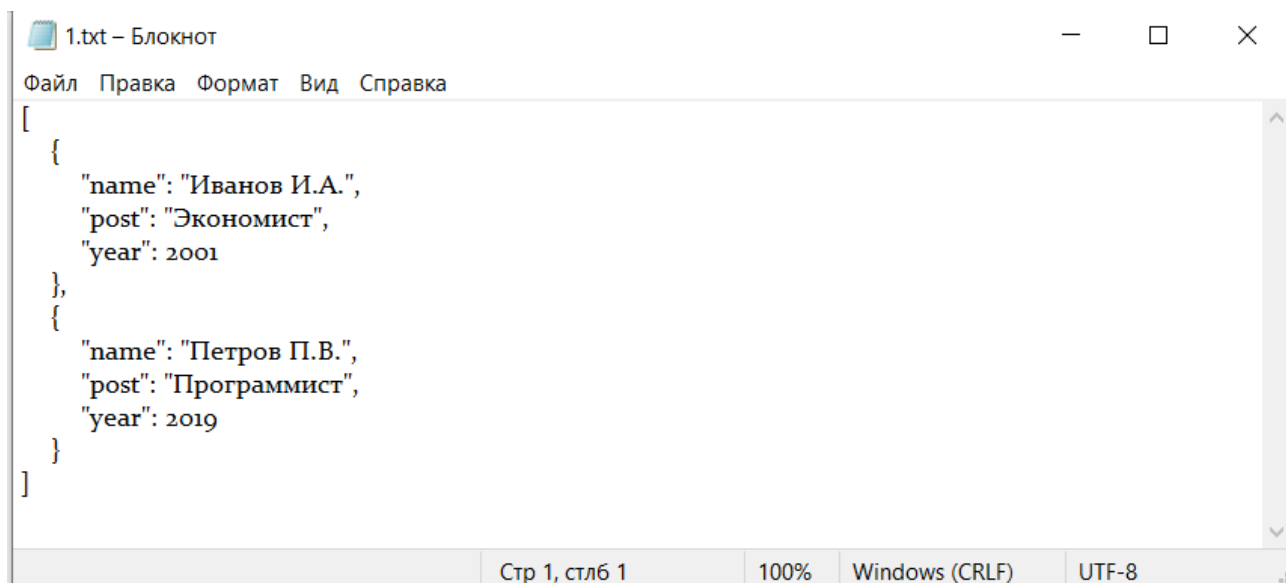 1.txt – Блокнот
Файл Правка Формат Вид Справка
[
{
"name": "Иванов И.А.",
"post": "Экономист",
"year": 2001
},
{
"name": "Петров П.В.",
"post": "Программист",
"year": 2019
}
]
Стр 1, стлб 1 100% Windows (CRLF) UTF-8